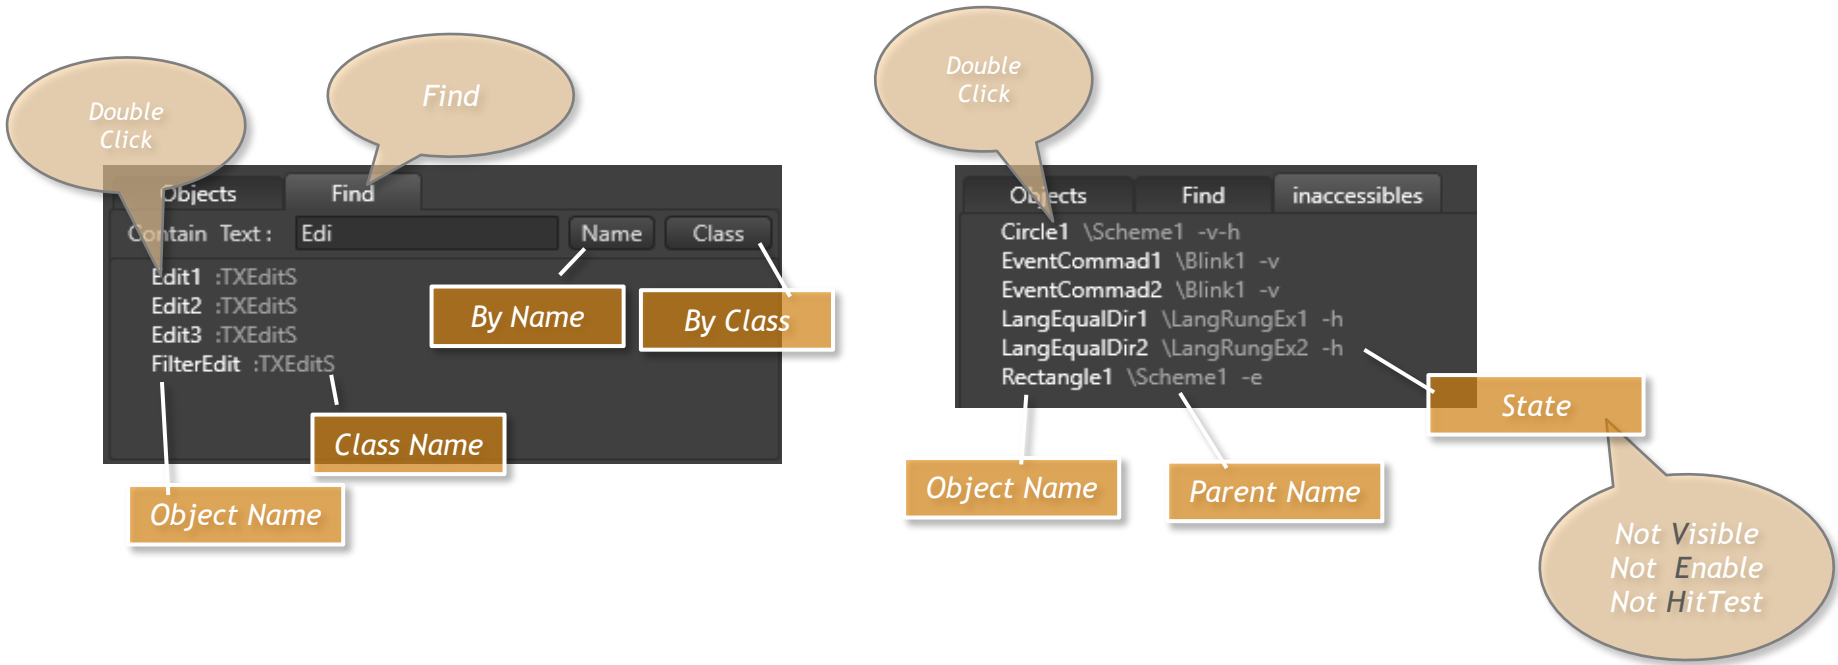 Double
Click
Find
Objects
Find
Contain Text :
Edi
Name
Class
Edit1 :TXEditS
Edit2 :TXEditS
Edit3 :TXEditS
FilterEdit :TXEditS
By Name
By Class
Class Name
Object Name
Double
Click
Objects
Find
inaccessibles
Circle1 \Scheme1 -v-h
EventCommad1 \Blink1 -v
EventCommad2 \Blink1 -v
LangEqualDir1 \LangRungEx1 -h
LangEqualDir2 \LangRungEx2 -h
Rectangle1 \Scheme1 -e
State
Object Name
Parent Name
Not Visible
Not Enable
Not HitTest